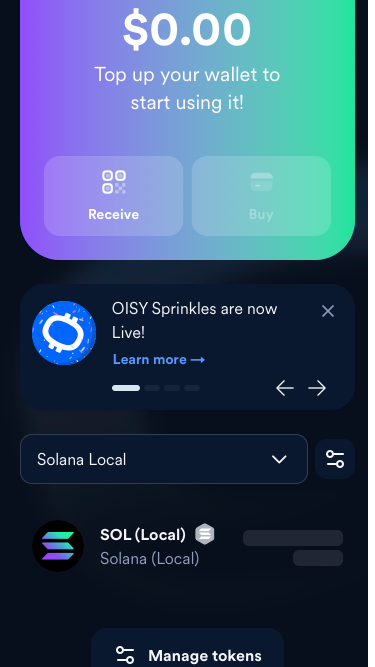 $0.00
Top up your wallet to
start using it!
Receive
Buy
OISY Sprinkles are now
Live!
Learn more →
Solana Local
SOL (Local)
Solana (Local)
Manage tokens